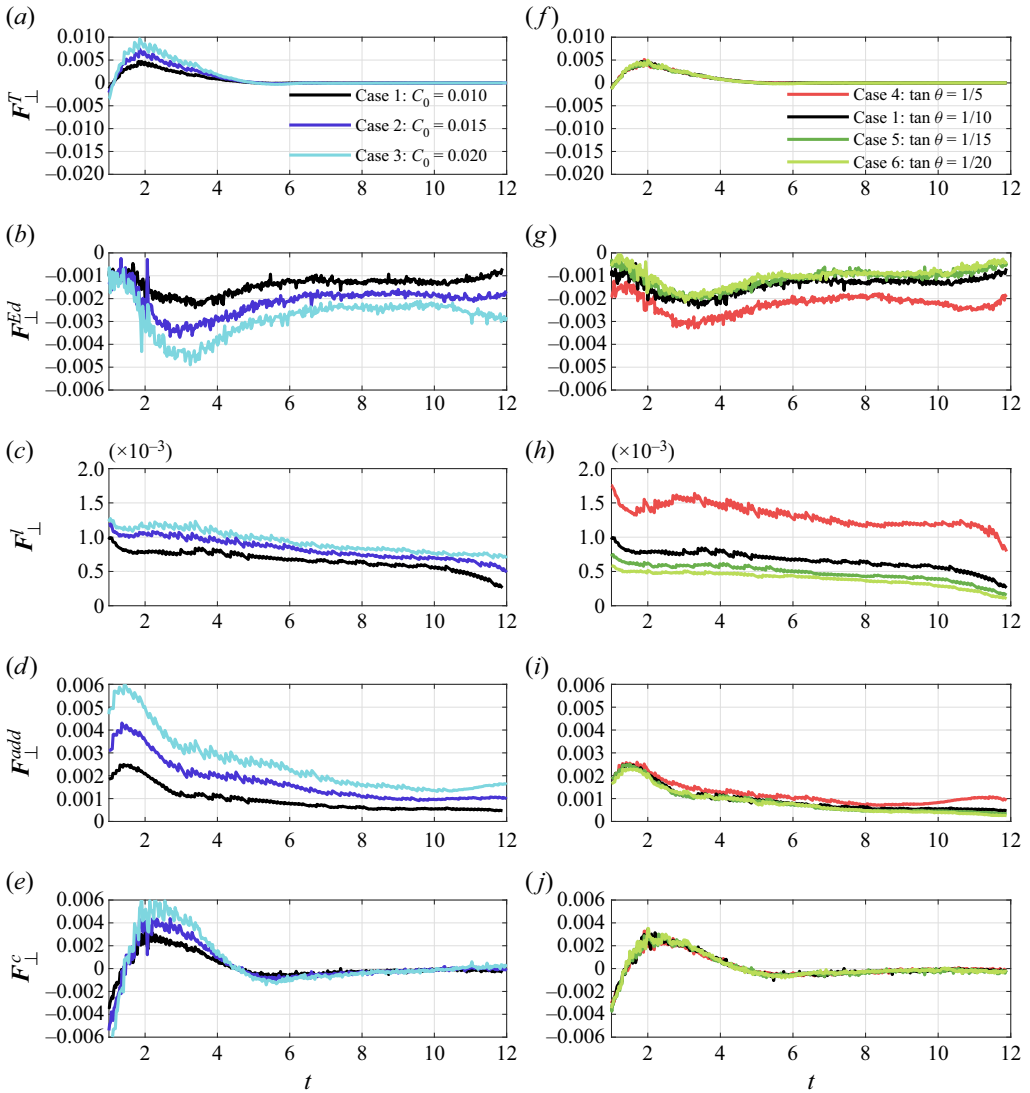 (a)
0.010
0.005
0
–0.005
–0.010
–0.015
–0.020
F⊥^T
Case 1: C₀ = 0.010
Case 2: C₀ = 0.015
Case 3: C₀ = 0.020
2 4 6 8 10 12
(f)
0.010
0.005
0
–0.005
–0.010
–0.015
–0.020
Case 4: tan θ = 1/5
Case 1: tan θ = 1/10
Case 5: tan θ = 1/15
Case 6: tan θ = 1/20
2 4 6 8 10 12
(b)
0
–0.001
–0.002
–0.003
–0.004
–0.005
–0.006
F⊥^Ed
2 4 6 8 10 12
(g)
0
–0.001
–0.002
–0.003
–0.004
–0.005
–0.006
2 4 6 8 10 12
(c)
(×10⁻³)
2.0
1.5
1.0
0.5
0
F⊥^l
2 4 6 8 10 12
(h)
(×10⁻³)
2.0
1.5
1.0
0.5
0
2 4 6 8 10 12
(d)
0.006
0.005
0.004
0.003
0.002
0.001
0
F⊥^add
2 4 6 8 10 12
(i)
0.006
0.005
0.004
0.003
0.002
0.001
0
2 4 6 8 10 12
(e)
0.006
0.004
0.002
0
–0.002
–0.004
–0.006
F⊥^c
2 4 6 8 10 12
t
(j)
0.006
0.004
0.002
0
–0.002
–0.004
–0.006
2 4 6 8 10 12
t